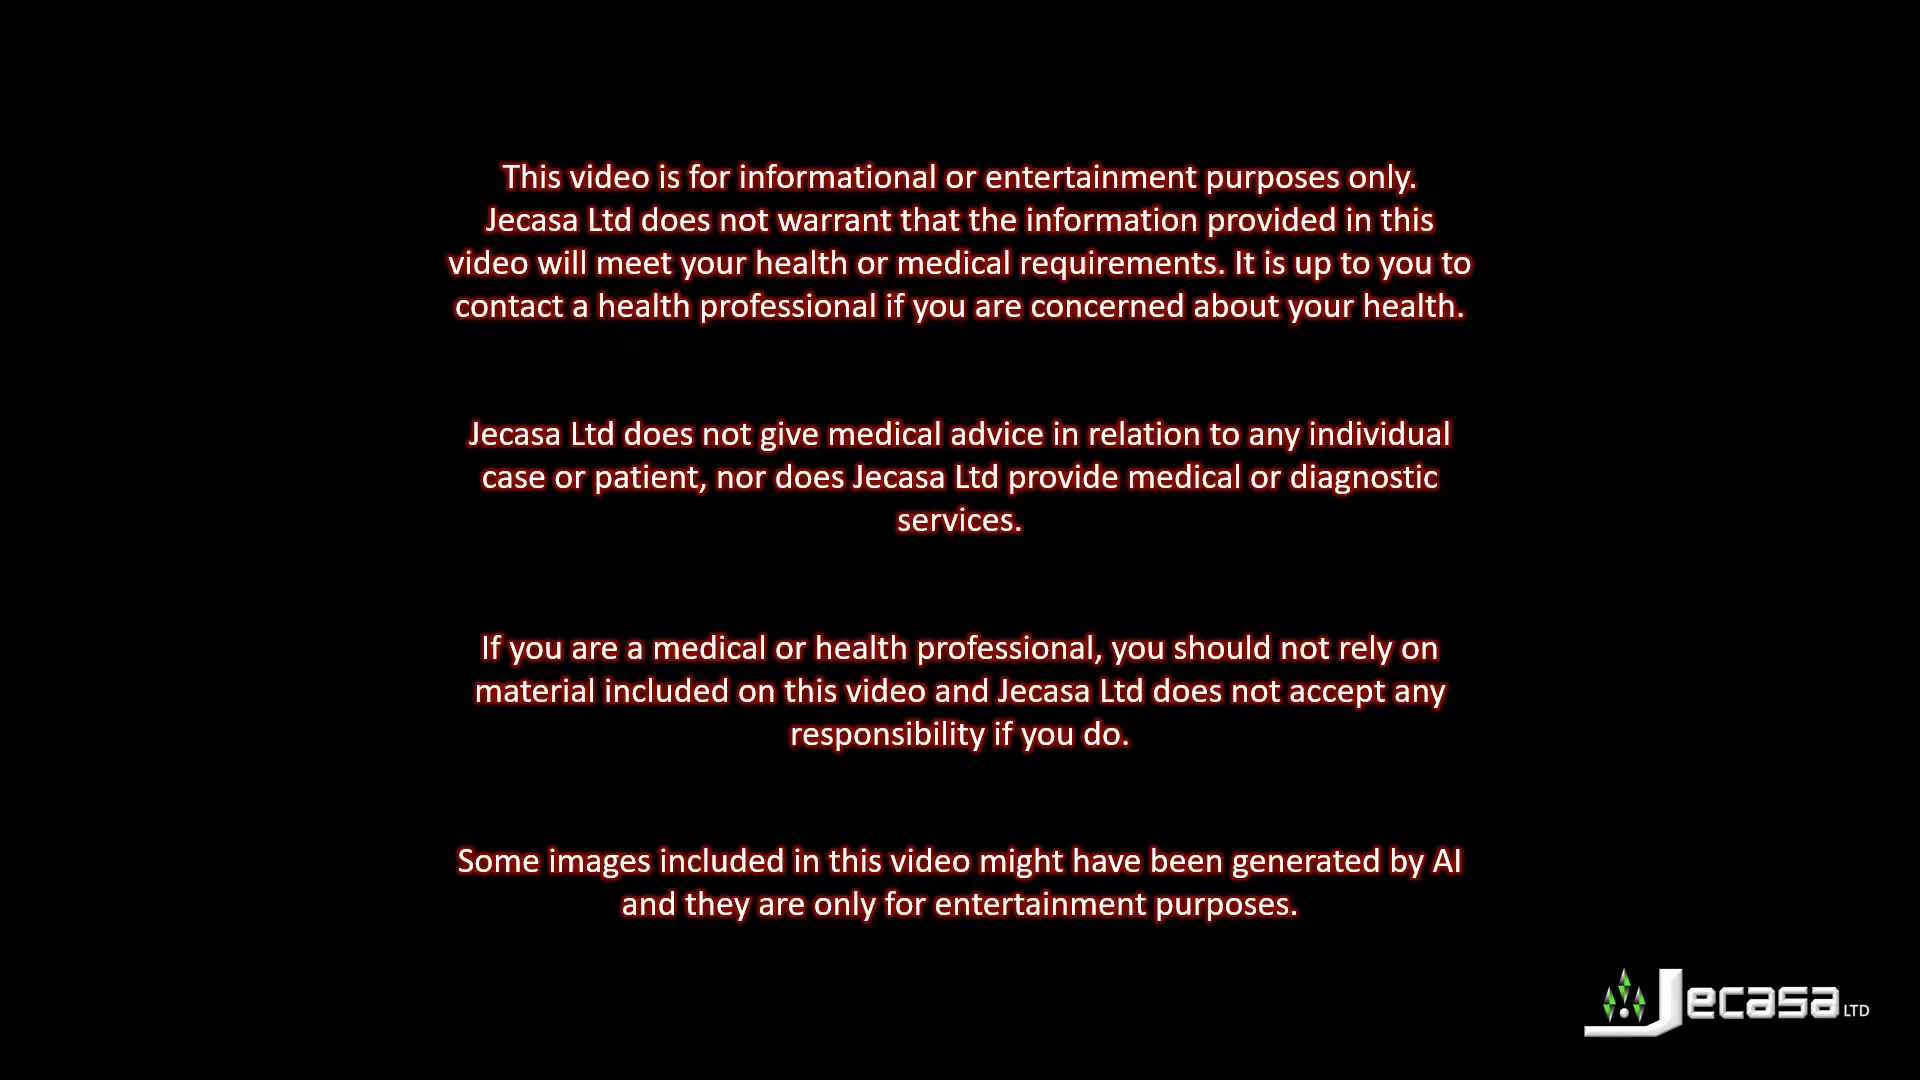 This video is for informational or entertainment purposes only.
Jecasa Ltd does not warrant that the information provided in this
video will meet your health or medical requirements. It is up to you to
contact a health professional if you are concerned about your health.
Jecasa Ltd does not give medical advice in relation to any individual
case or patient, nor does Jecasa Ltd provide medical or diagnostic
services.
If you are a medical or health professional, you should not rely on
material included on this video and Jecasa Ltd does not accept any
responsibility if you do.
Some images included in this video might have been generated by AI
and they are only for entertainment purposes.
Jecasa LTD